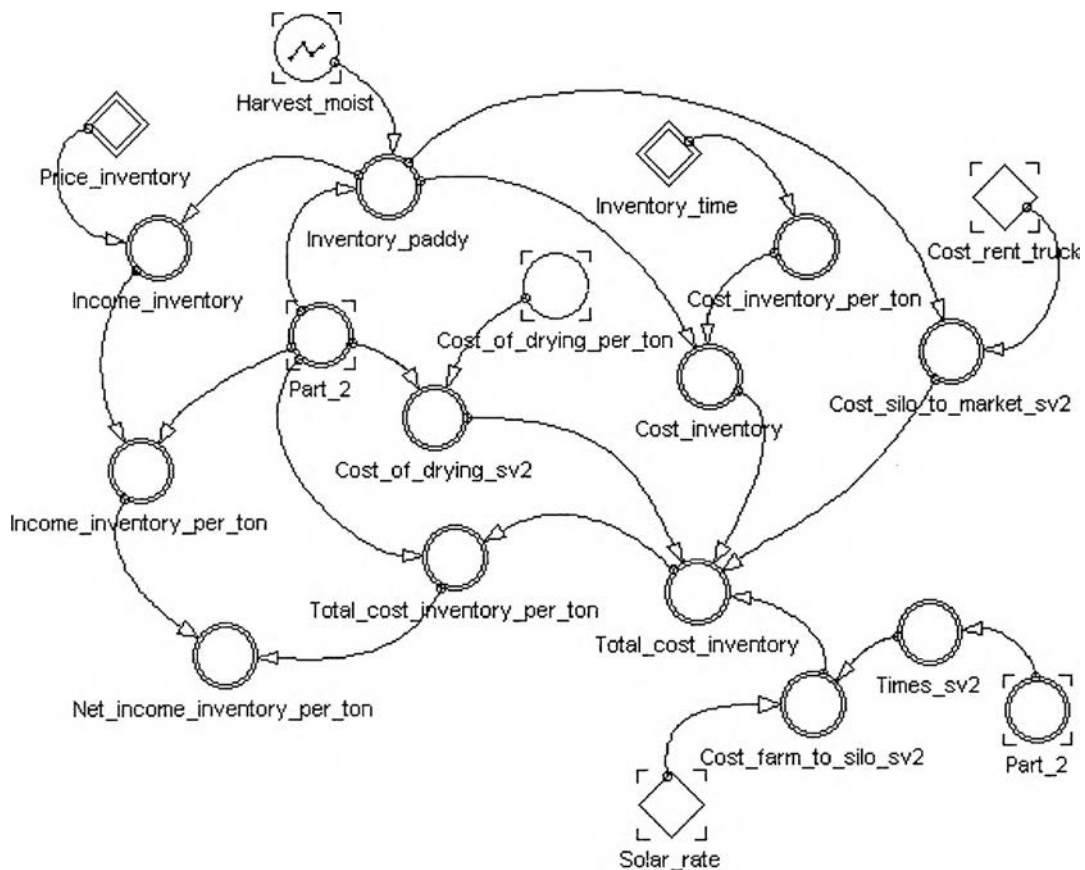 Harvest_moist
Price_inventory
Inventory_time
Inventory_paddy
Cost_rent_truck
Income_inventory
Cost_inventory_per_ton
Cost_of_drying_per_ton
Part_2
Cost_silo_to_market_sv2
Cost_inventory
Cost_of_drying_sv2
Income_inventory_per_ton
Total_cost_inventory_per_ton
Total_cost_inventory
Times_sv2
Net_income_inventory_per_ton
Cost_farm_to_silo_sv2
Part_2
Solar_rate